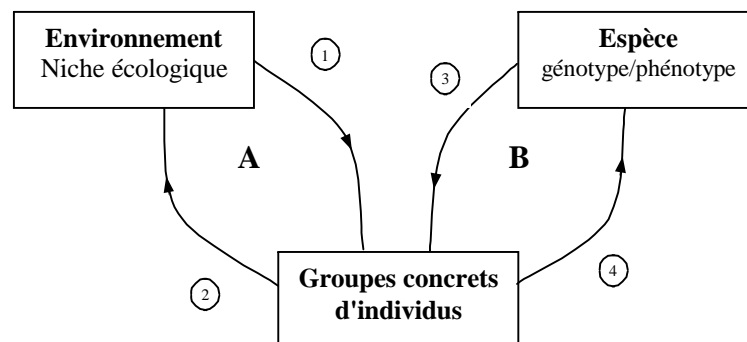 Environnement
Niche écologique
1
3
Espèce
génotype/phénotype
A
B
2
Groupes concrets
d'individus
4